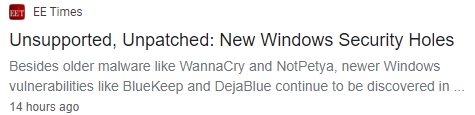 EET
EE Times
Unsupported, Unpatched: New Windows Security Holes
Besides older malware like WannaCry and NotPetya, newer Windows
vulnerabilities like BlueKeep and DejaBlue continue to be discovered in ...
14 hours ago